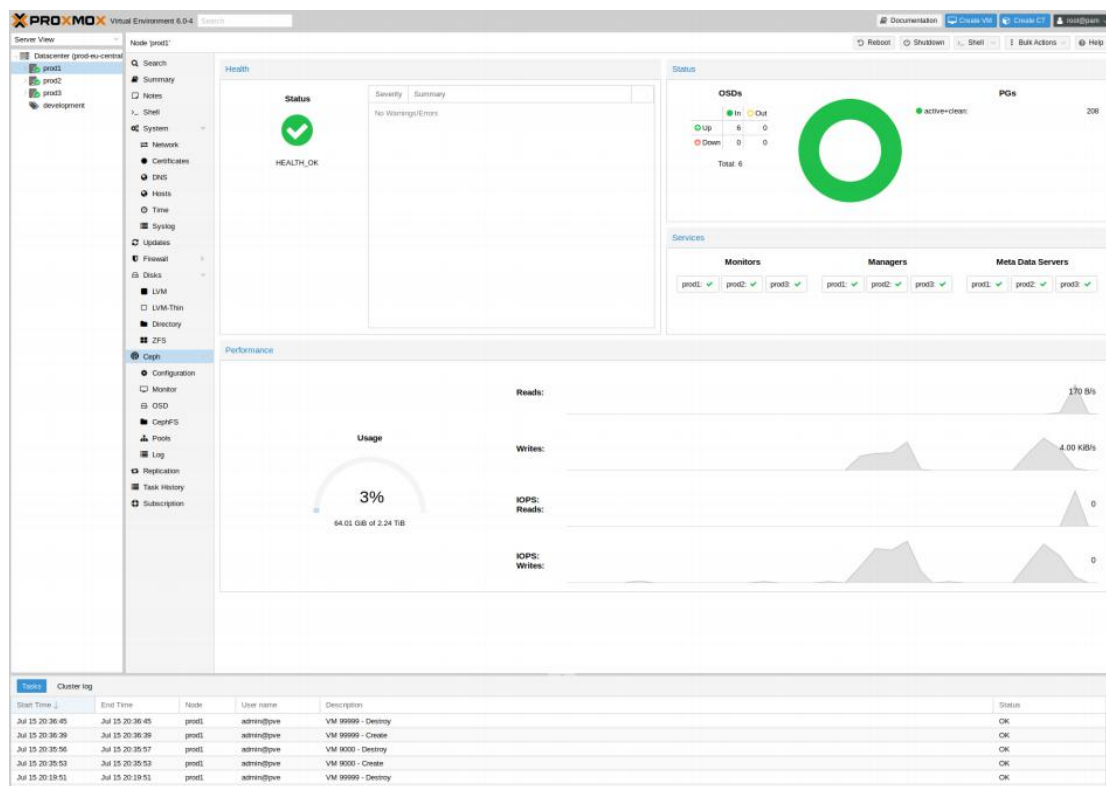 PROXMOX Virtual Environment 6.0-4 Search
Documentation Create VM Create CT root@pam
Server View
Datacenter (prod-eu-central
prod1
prod2
prod3
development
Node 'prod1'
Reboot Shutdown Shell Bulk Actions Help
Search
Summary
Notes
Shell
System
Network
Certificates
DNS
Hosts
Time
Syslog
Updates
Firewall
Disks
LVM
LVM-Thin
Directory
ZFS
Ceph
Configuration
Monitor
OSD
CephFS
Pools
Log
Replication
Task History
Subscription
Health
Status
HEALTH_OK
Severity Summary
No Warnings/Errors
Status
OSDs
In Out
Up 6 0
Down 0 0
Total: 6
PGs
active+clean: 208
Services
Monitors Managers Meta Data Servers
prod1: prod2: prod3: prod1: prod2: prod3: prod1: prod2: prod3:
Performance
Usage
3%
64.01 GiB of 2.24 TiB
Reads: 170 B/s
Writes: 4.00 KiB/s
IOPS:
Reads: 0
IOPS:
Writes: 0
Tasks Cluster log
Start Time End Time Node User name Description Status
Jul 15 20:36:45 Jul 15 20:36:45 prod1 admin@pve VM 99999 - Destroy OK
Jul 15 20:36:39 Jul 15 20:36:39 prod1 admin@pve VM 99999 - Create OK
Jul 15 20:35:56 Jul 15 20:35:57 prod1 admin@pve VM 9000 - Destroy OK
Jul 15 20:35:53 Jul 15 20:35:53 prod1 admin@pve VM 9000 - Create OK
Jul 15 20:19:51 Jul 15 20:19:51 prod1 admin@pve VM 99999 - Destroy OK